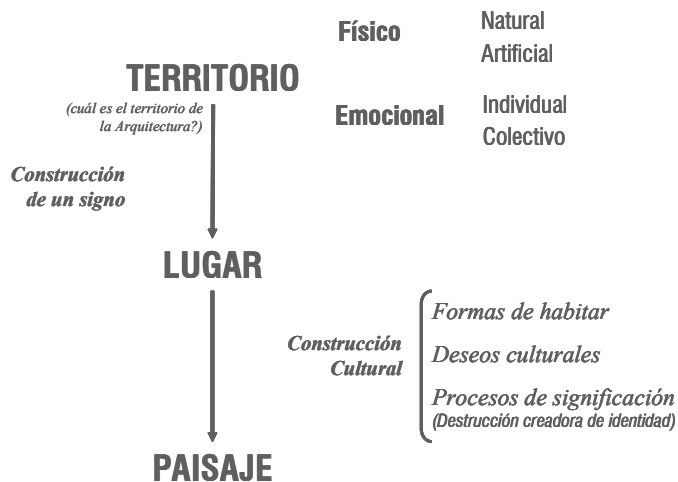 Físico
Natural
Artificial
TERRITORIO
(cuál es el territorio de
la Arquitectura?)
Emocional
Individual
Colectivo
Construcción
de un signo
LUGAR
Construcción
Cultural
Formas de habitar
Deseos culturales
Procesos de significación
(Destrucción creadora de identidad)
PAISAJE